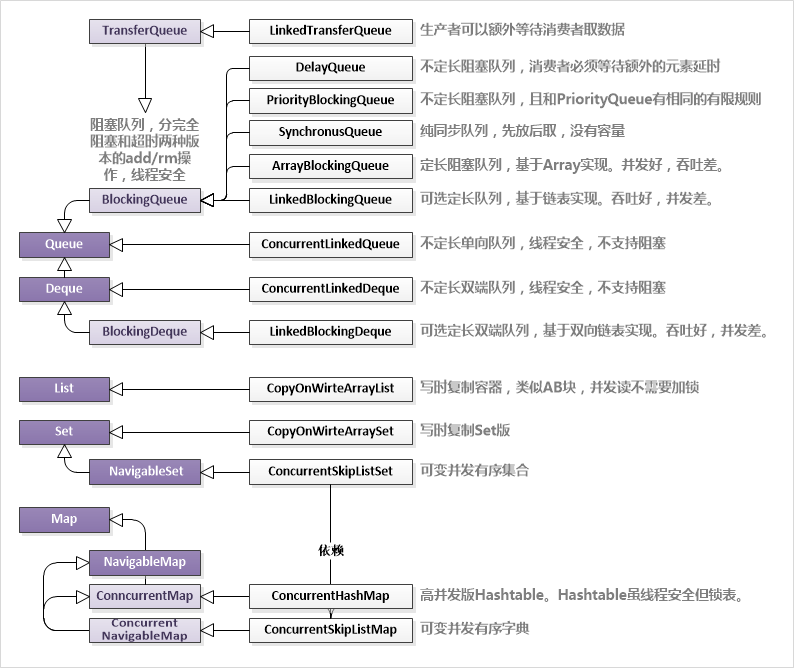 TransferQueue
LinkedTransferQueue
生产者可以额外等待消费者取数据
DelayQueue
不定长阻塞队列，消费者必须等待额外的元素延时
PriorityBlockingQueue
不定长阻塞队列，且和PriorityQueue有相同的有限规则
SynchronusQueue
纯同步队列，先放后取，没有容量
阻塞队列，分完全
阻塞和超时两种版
本的add/rm操
作，线程安全
ArrayBlockingQueue
定长阻塞队列，基于Array实现。并发好，吞吐差。
BlockingQueue
LinkedBlockingQueue
可选定长队列，基于链表实现。吞吐好，并发差。
Queue
ConcurrentLinkedQueue
不定长单向队列，线程安全，不支持阻塞
Deque
ConcurrentLinkedDeque
不定长双端队列，线程安全，不支持阻塞
BlockingDeque
LinkedBlockingDeque
可选定长双端队列，基于双向链表实现。吞吐好，并发差。
List
CopyOnWirteArrayList
写时复制容器，类似AB块，并发读不需要加锁
Set
CopyOnWirteArraySet
写时复制Set版
NavigableSet
ConcurrentSkipListSet
可变并发有序集合
Map
依赖
NavigableMap
ConncurrentMap
ConcurrentHashMap
高并发版Hashtable。Hashtable虽线程安全但锁表。
Concurrent
NavigableMap
ConcurrentSkipListMap
可变并发有序字典